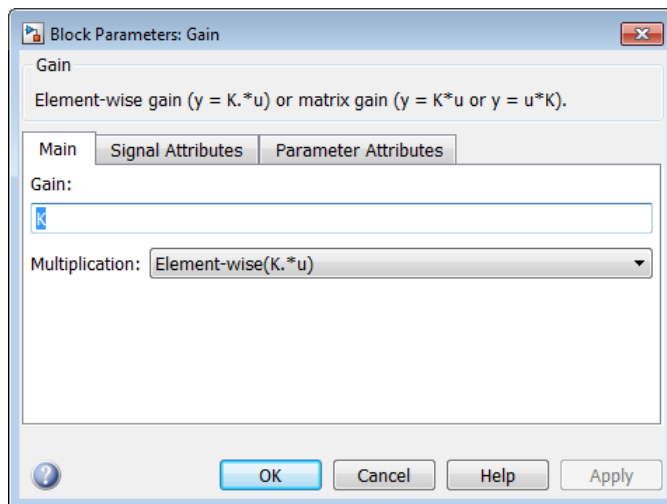 Block Parameters: Gain
Gain
Element-wise gain (y = K.*u) or matrix gain (y = K*u or y = u*K).
Main Signal Attributes Parameter Attributes
Gain:
K
Multiplication: Element-wise(K.*u)
? OK Cancel Help Apply